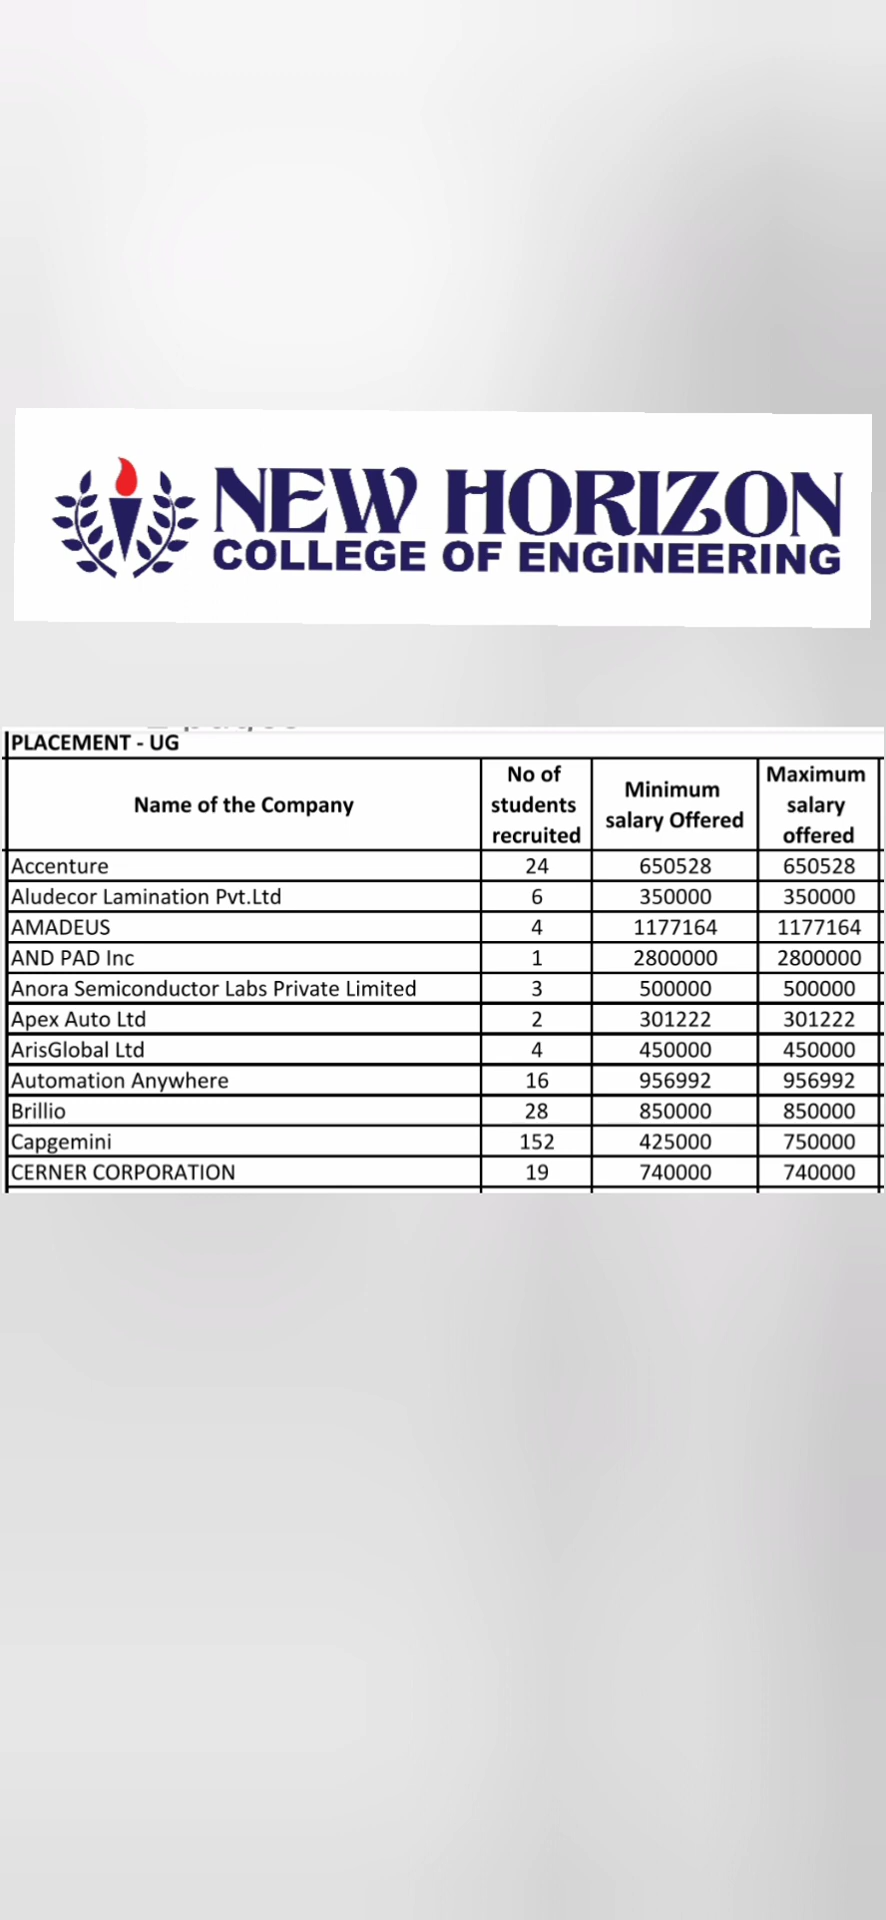 NEW HORIZON
COLLEGE OF ENGINEERING
PLACEMENT - UG
Name of the Company No of students recruited Minimum salary Offered Maximum salary offered
Accenture 24 650528 650528
Aludecor Lamination Pvt.Ltd 6 350000 350000
AMADEUS 4 1177164 1177164
AND PAD Inc 1 2800000 2800000
Anora Semiconductor Labs Private Limited 3 500000 500000
Apex Auto Ltd 2 301222 301222
ArisGlobal Ltd 4 450000 450000
Automation Anywhere 16 956992 956992
Brillio 28 850000 850000
Capgemini 152 425000 750000
CERNER CORPORATION 19 740000 740000